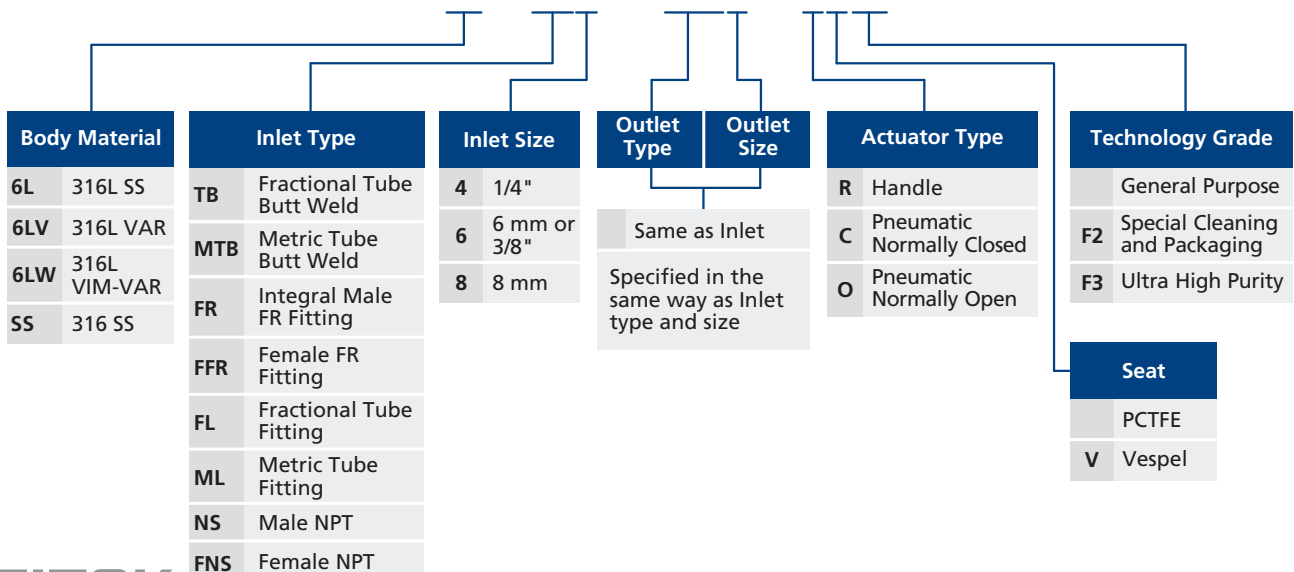 Body Material
6L 316L SS
6LV 316L VAR
6LW 316L
VIM-VAR
SS 316 SS
Inlet Type
TB Fractional Tube
Butt Weld
MTB Metric Tube
Butt Weld
FR Integral Male
FR Fitting
FFR Female FR
Fitting
FL Fractional Tube
Fitting
ML Metric Tube
Fitting
NS Male NPT
FNS Female NPT
Inlet Size
4 1/4"
6 6 mm or
3/8"
8 8 mm
Outlet
Type
Outlet
Size
Same as Inlet
Specified in the
same way as Inlet
type and size
Actuator Type
R Handle
C Pneumatic
Normally Closed
O Pneumatic
Normally Open
Technology Grade
General Purpose
F2 Special Cleaning
and Packaging
F3 Ultra High Purity
Seat
PCTFE
V Vespel